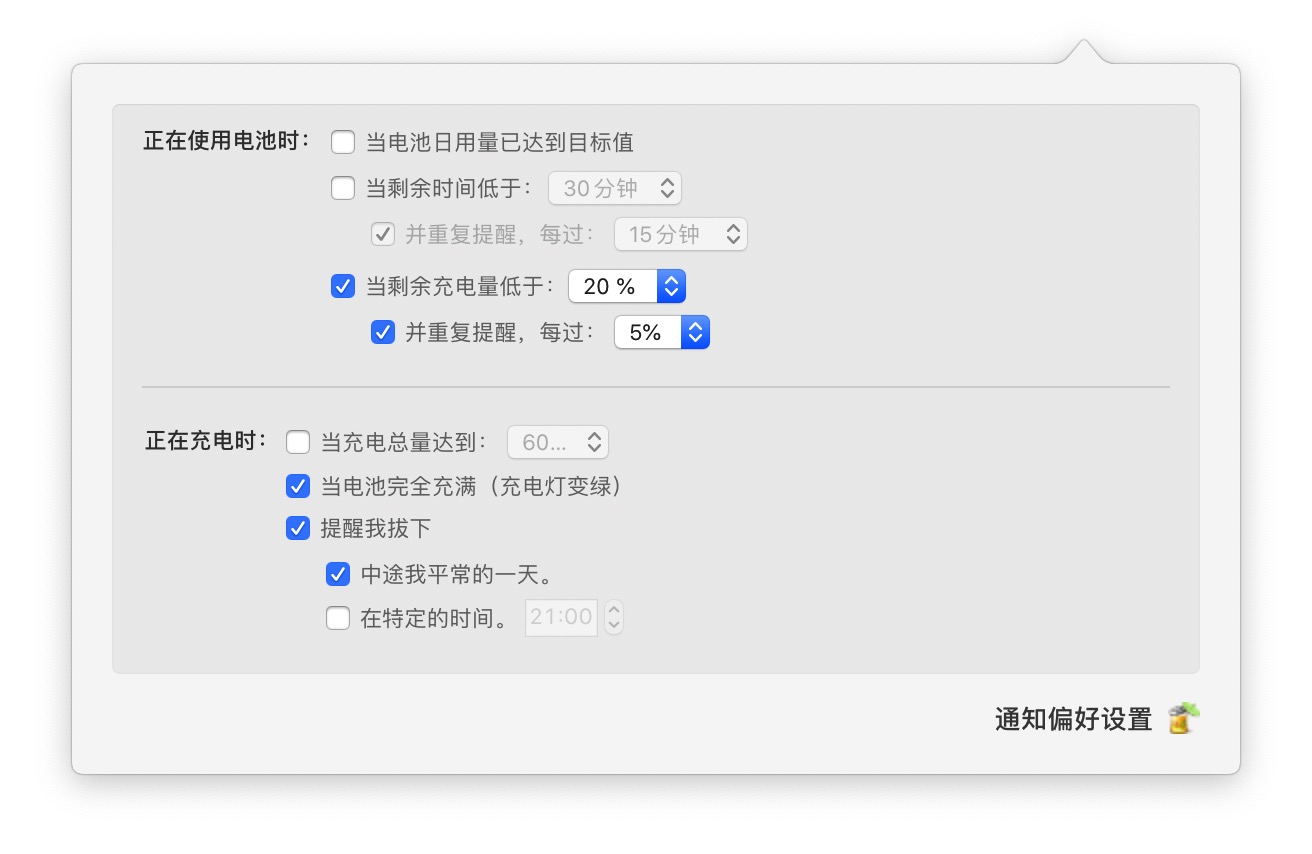 正在使用电池时: 当电池日用量已达到目标值
当剩余时间低于: 30分钟
并重复提醒，每过: 15分钟
当剩余充电量低于: 20 %
并重复提醒，每过: 5%
正在充电时: 当充电总量达到: 60...
当电池完全充满（充电灯变绿）
提醒我拔下
中途我平常的一天。
在特定的时间。 21:00
通知偏好设置